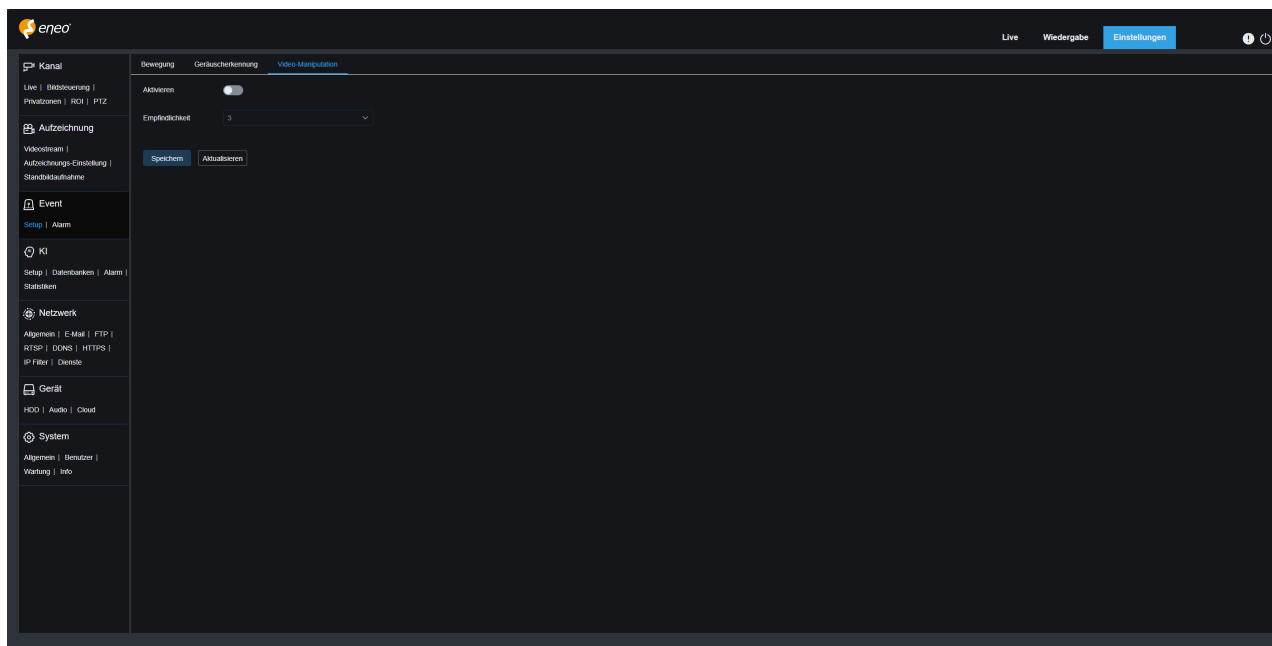 eneo
Live Wiedergabe Einstellungen
Kanal
Live | Bildsteuerung |
Privatzonen | ROI | PTZ
Aufzeichnung
Videostream |
Aufzeichnungs-Einstellung |
Standbildaufnahme
Event
Setup | Alarm
KI
Setup | Datenbanken | Alarm |
Statistiken
Netzwerk
Allgemein | E-Mail | FTP |
RTSP | DDNS | HTTPS |
IP Filter | Dienste
Gerät
HDD | Audio | Cloud
System
Allgemein | Benutzer |
Wartung | Info
Bewegung Geräuscherkennung Video-Manipulation
Aktivieren
Empfindlichkeit 3
Speichern Aktualisieren